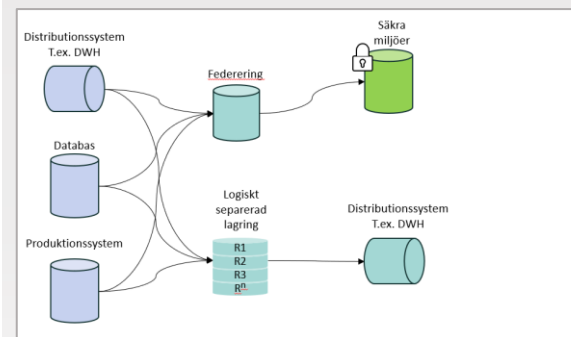 Distributionssystem
T.ex. DWH
Databas
Produktionssystem
Federering
Logiskt
separerad
lagring
R1
R2
R3
Rⁿ
Säkra
miljöer
Distributionssystem
T.ex. DWH